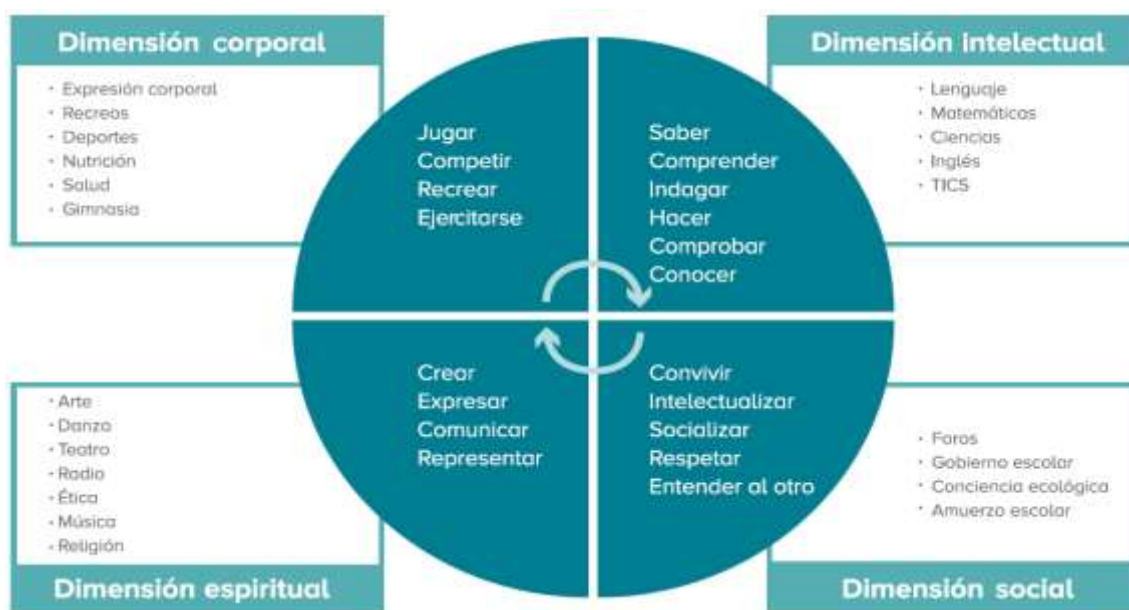 Dimensión corporal
· Expresión corporal
· Recreos
· Deportes
· Nutrición
· Salud
· Gimnasia
Jugar
Competir
Recrear
Ejercitarse
Saber
Comprender
Indagar
Hacer
Comprobar
Conocer
Dimensión intelectual
· Lenguaje
· Matemáticas
· Ciencias
· Inglés
· TICS
· Arte
· Danza
· Teatro
· Radio
· Ética
· Música
· Religión
Dimensión espiritual
Crear
Expresar
Comunicar
Representar
Convivir
Intelectualizar
Socializar
Respetar
Entender al otro
· Foros
· Gobierno escolar
· Conciencia ecológica
· Amuerzo escolar
Dimensión social